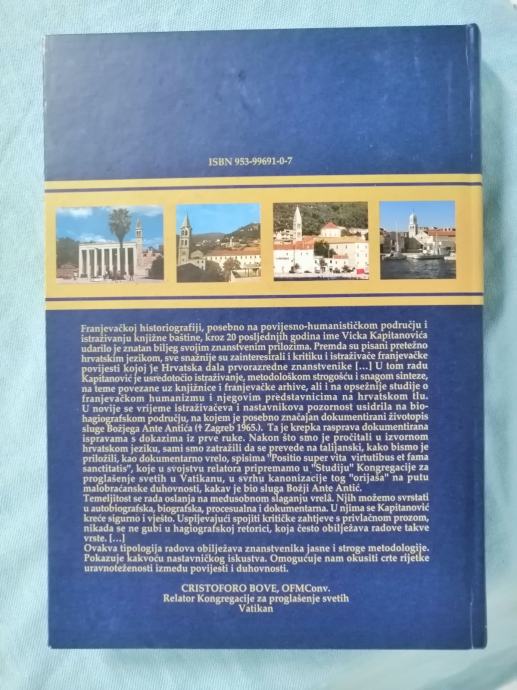 ISBN 953-99691-0-7
Franjevačkoj historiografiji, posebno na povijesno-humanističkom području i
istraživanju knjižne baštine, kroz 20 posljednjih godina ime Vicka Kapitanovića
udarilo je znatan biljeg svojim znanstvenim prilozima. Premda su pisani pretežno
hrvatskim jezikom, sve snažnije su zainteresirali i kritiku i istraživače franjevačke
povijesti kojoj je Hrvatska dala prvorazredne znanstvenike [...] U tom radu
Kapitanović je usredotočio istraživanje, metodološkom strogošću i snagom sinteze,
na teme povezane uz knjižnice i franjevačke arhive, ali i na opsežnije studije o
franjevačkom humanizmu i njegovim predstavnicima na hrvatskom tlu.
U novije se vrijeme istraživačeva i nastavnikova pozornost usidrila na bio-
hagiografskom području, na kojem je posebno značajan dokumentirani životopis
sluge Božjega Ante Antića († Zagreb 1965.). Ta je krepka rasprava dokumentirana
ispravama s dokazima iz prve ruke. Nakon što smo je pročitali u izvornom
hrvatskom jeziku, sami smo zatražili da se prevede na talijanski, kako bismo je
priložili, kao dokumentarno vrelo, spisima "Positio super vita virtutibus et fama
sanctitatis", koje u svojstvu relatora pripremamo u "Studiju" Kongregacije za
proglašenje svetih u Vatikanu, u svrhu kanonizacije tog "orijaša" na putu
malobraćanske duhovnosti, kakav je bio sluga Božji Ante Antić.
Temeljitost se rada oslanja na međusobnom slaganju vrelâ. Njih možemo svrstati
u autobiografska, biografska, procesualna i dokumentarna. U njima se Kapitanović
kreće sigurno i vješto. Uspijevajući spojiti kritičke zahtjeve s privlačnom prozom,
nikada se ne gubi u hagiografskoj retorici, koja često obilježava radove takve
vrste. [...]
Ovakva tipologija radova obilježava znanstvenika jasne i stroge metodologije.
Pokazuje kakvoću nastavničkog iskustva. Omogućuje nam okusiti crte rijetke
uravnoteženosti između povijesti i duhovnosti.
CRISTOFORO BOVE, OFMConv.
Relator Kongregacije za proglašenje svetih
Vatikan